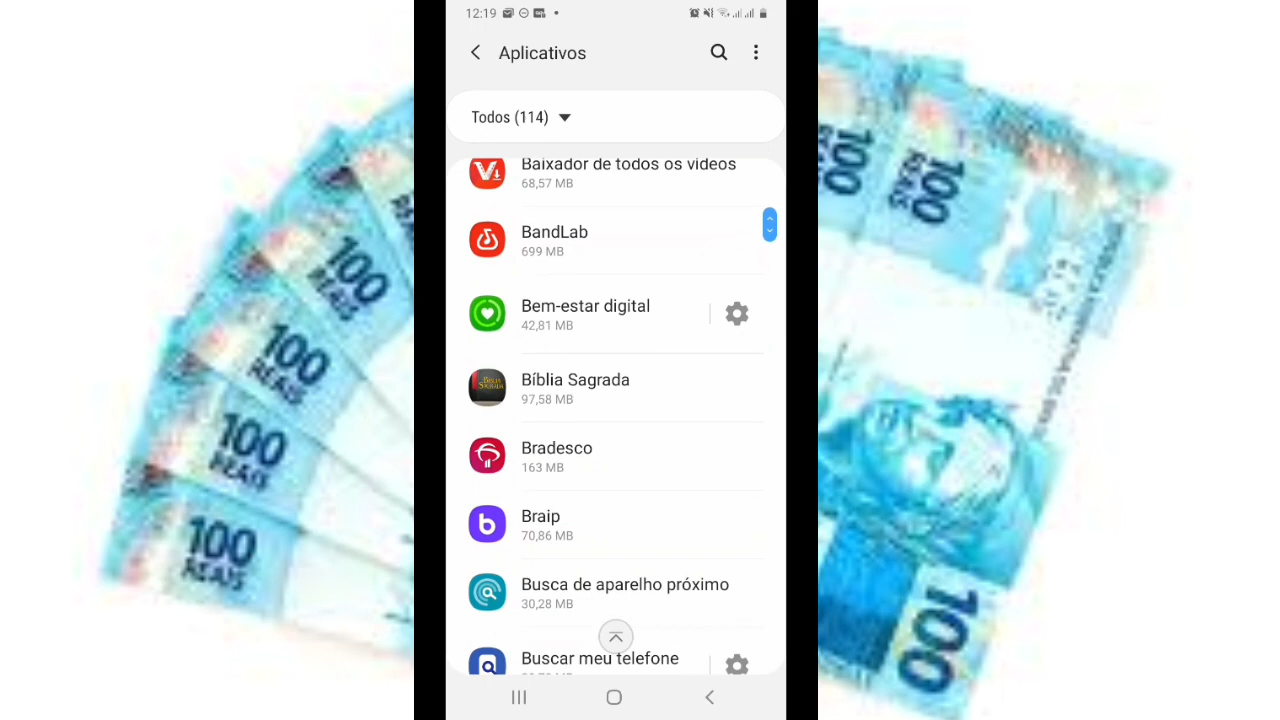 12:19
Aplicativos
Todos (114)
Baixador de todos os vídeos
68,57 MB
BandLab
699 MB
Bem-estar digital
42,81 MB
Bíblia Sagrada
97,58 MB
Bradesco
163 MB
Braip
70,86 MB
Busca de aparelho próximo
30,28 MB
Buscar meu telefone
100
REAIS
100
REAIS
100
REAIS
100
REAIS
100
100
100